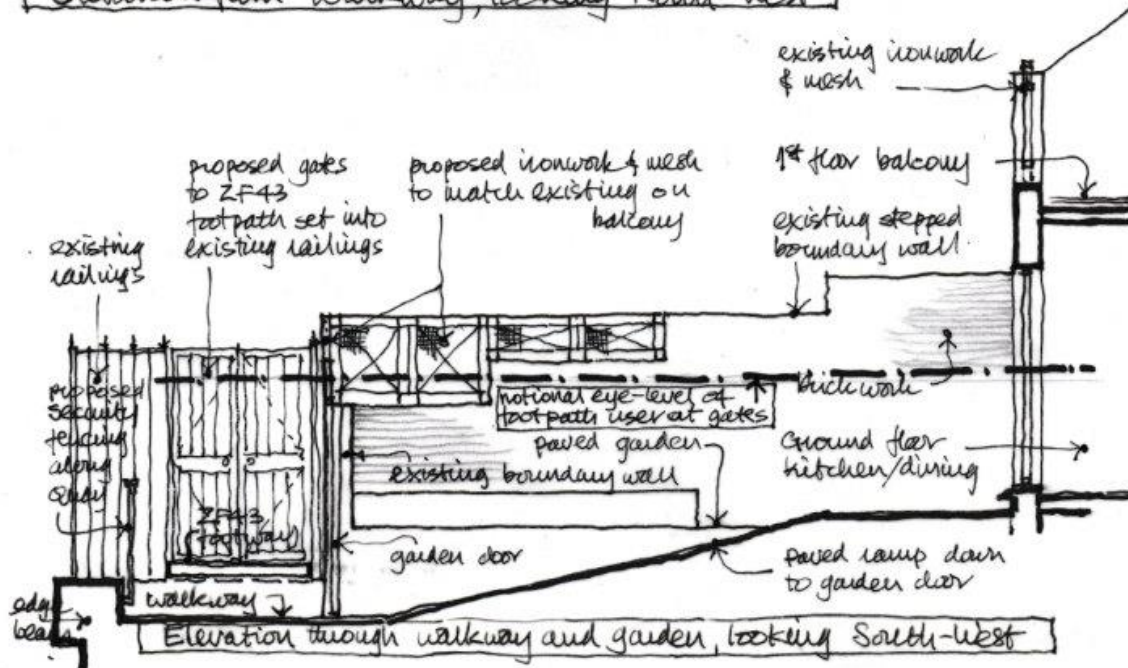 existing ironwork
& mesh
proposed gates
to ZF43
footpath set into
existing railings
proposed ironwork & mesh
to match existing on
balcony
1st floor balcony
existing stepped
boundary wall
existing
railings
proposed
security
fencing
along
quay
notional eye-level of
footpath user at gates
brickwork
paved garden
existing boundary wall
Ground floor
kitchen/dining
ZF43
footway
garden door
paved ramp down
to garden door
walkway
edge
beam
Elevation through walkway and garden, looking South-West